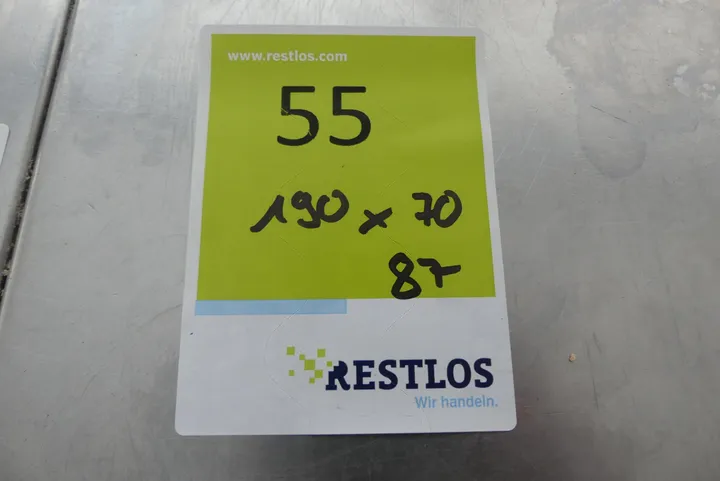 www.restlos.com
55
190 x 70
87
RESTLOS
Wir handeln.